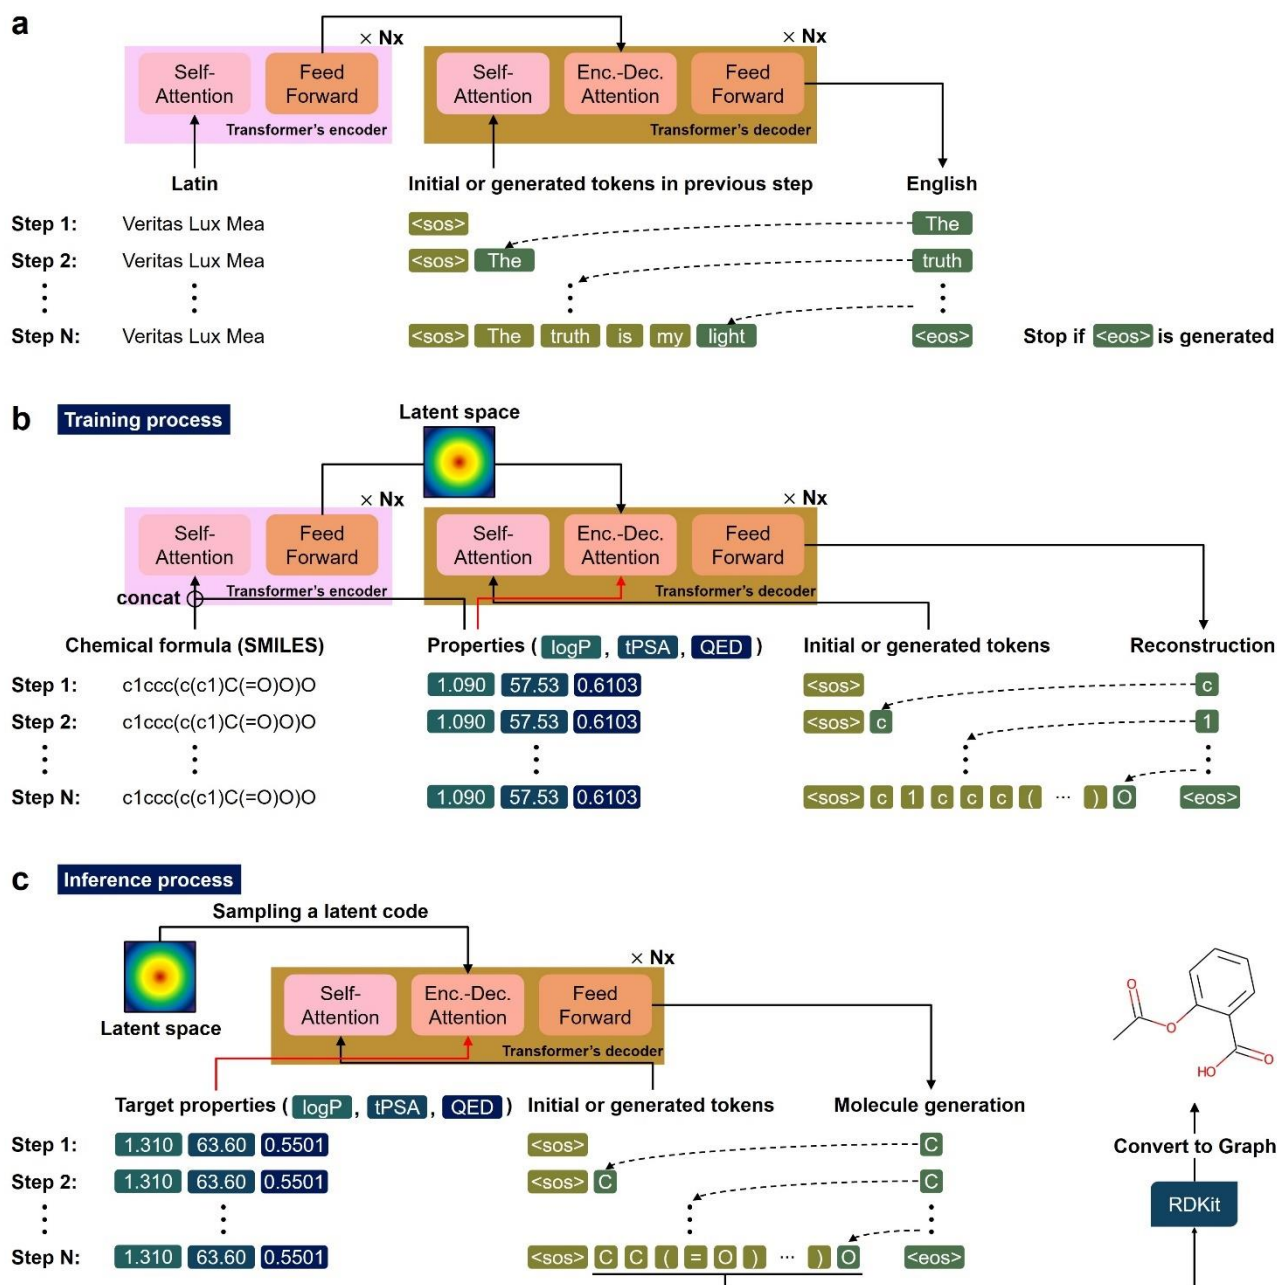 a
× Nx
× Nx
Self-
Attention
Feed
Forward
Transformer's encoder
Self-
Attention
Enc.-Dec.
Attention
Feed
Forward
Transformer's decoder
Latin
Initial or generated tokens in previous step
English
Step 1: Veritas Lux Mea <sos> The
Step 2: Veritas Lux Mea <sos> The truth
Step N: Veritas Lux Mea <sos> The truth is my light <eos> Stop if <eos> is generated
b Training process
Latent space
× Nx
× Nx
Self-
Attention
Feed
Forward
Transformer's encoder
Self-
Attention
Enc.-Dec.
Attention
Feed
Forward
Transformer's decoder
concat
Chemical formula (SMILES)
Properties ( logP , tPSA , QED )
Initial or generated tokens
Reconstruction
Step 1: c1ccc(c(c1)C(=O)O)O 1.090 57.53 0.6103 <sos> c
Step 2: c1ccc(c(c1)C(=O)O)O 1.090 57.53 0.6103 <sos> c 1
Step N: c1ccc(c(c1)C(=O)O)O 1.090 57.53 0.6103 <sos> c 1 c c c ( ... ) O <eos>
c Inference process
Sampling a latent code
× Nx
Latent space
Self-
Attention
Enc.-Dec.
Attention
Feed
Forward
Transformer's decoder
O
O
HO
O
Target properties ( logP , tPSA , QED )
Initial or generated tokens
Molecule generation
Step 1: 1.310 63.60 0.5501 <sos> C
Step 2: 1.310 63.60 0.5501 <sos> C C
Step N: 1.310 63.60 0.5501 <sos> C C ( = O ) ... ) O <eos>
Convert to Graph
RDKit